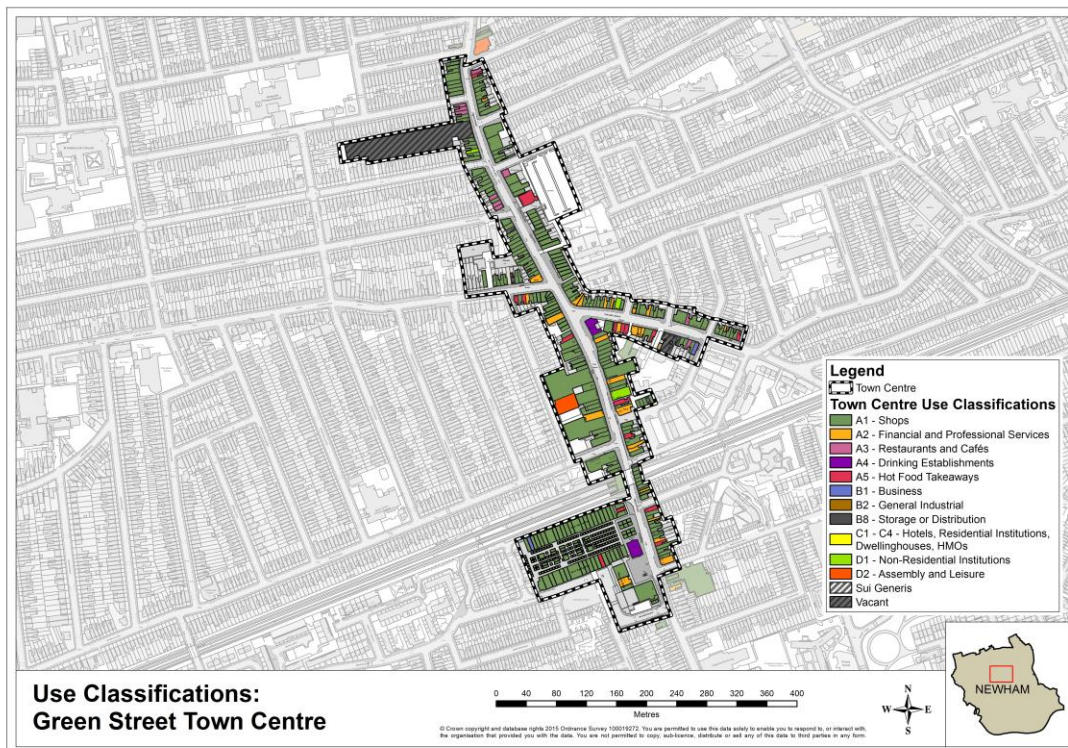 Legend
Town Centre
Town Centre Use Classifications
A1 - Shops
A2 - Financial and Professional Services
A3 - Restaurants and Cafés
A4 - Drinking Establishments
A5 - Hot Food Takeaways
B1 - Business
B2 - General Industrial
B8 - Storage or Distribution
C1 - C4 - Hotels, Residential Institutions,
Dwellinghouses, HMOs
D1 - Non-Residential Institutions
D2 - Assembly and Leisure
Sui Generis
Vacant
NEWHAM
Use Classifications:
Green Street Town Centre
0 40 80 120 160 200 240 280 320 360 400
Metres
N
W E
S
© Crown copyright and database rights 2015 Ordnance Survey 100019272. You are permitted to use this data solely to enable you to respond to, or interact with,
the organisation that provided you with the data. You are not permitted to copy, sub-licence, distribute or sell any of this data to third parties in any form.